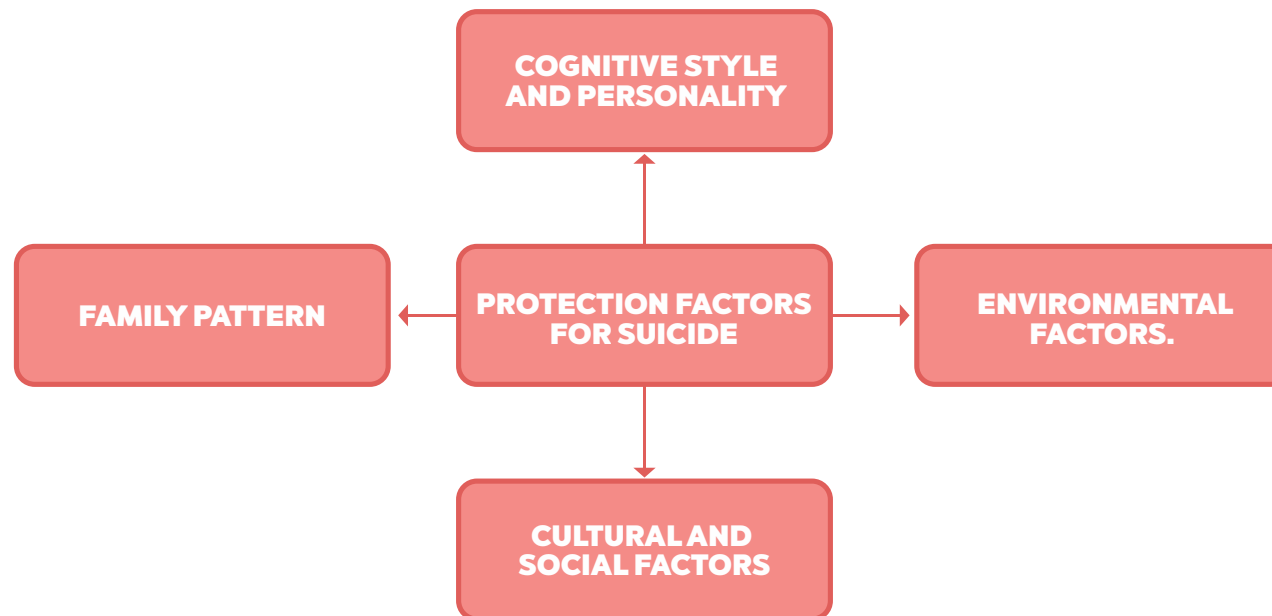 COGNITIVE STYLE
AND PERSONALITY
FAMILY PATTERN
PROTECTION FACTORS
FOR SUICIDE
ENVIRONMENTAL
FACTORS.
CULTURAL AND
SOCIAL FACTORS